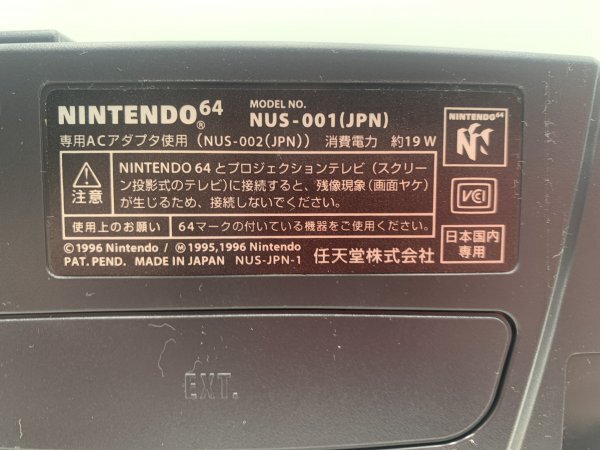 NINTENDO64® MODEL NO. NUS-001(JPN)
専用ACアダプタ使用（NUS-002(JPN)）消費電力 約19W
NINTENDO64
注意
NINTENDO 64とプロジェクションテレビ（スクリーン投影式のテレビ）に接続すると、残像現象（画面ヤケ）が生じるため、接続しないでください。
使用上のお願い 64マークの付いている機器をご使用ください。
VCI
©1996 Nintendo / Ⓜ1995,1996 Nintendo
PAT. PEND. MADE IN JAPAN NUS-JPN-1 任天堂株式会社
日本国内
専用
EXT.